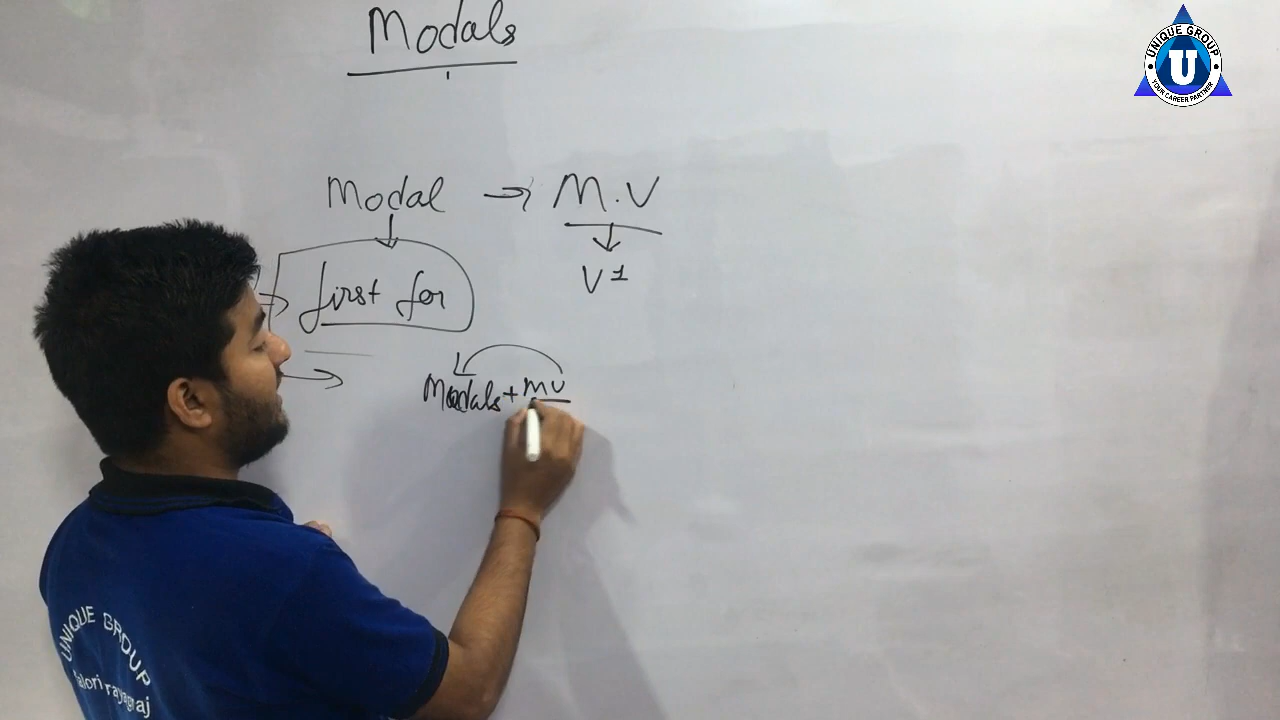 Modals
UNIQUE GROUP
U
YOUR CAREER PARTNER
Modal → M.V
↓ ↓
→ first for V1
→
Modals + MV
UNIQUE GROUP